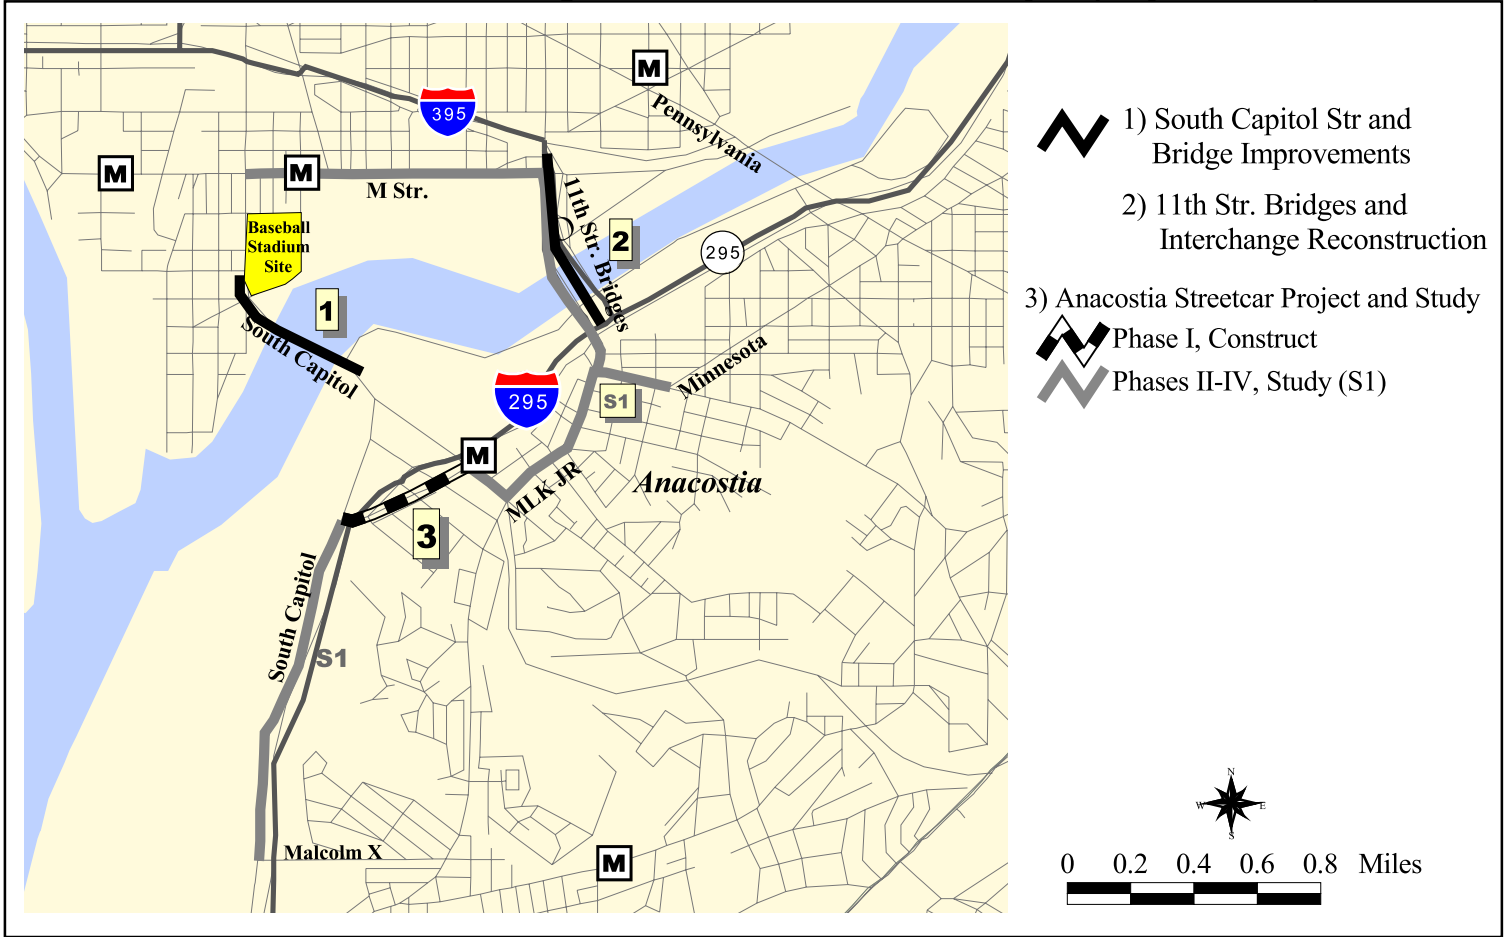 M
395
Pennsylvania
M
M
M Str.
11th Str. Bridges
2
Baseball
Stadium
Site
295
1
South Capitol
295
Minnesota
S1
M
MLK JR
Anacostia
3
South Capitol
S1
Malcolm X
M
1) South Capitol Str and
Bridge Improvements
2) 11th Str. Bridges and
Interchange Reconstruction
3) Anacostia Streetcar Project and Study
Phase I, Construct
Phases II-IV, Study (S1)
N
W E
S
0 0.2 0.4 0.6 0.8 Miles